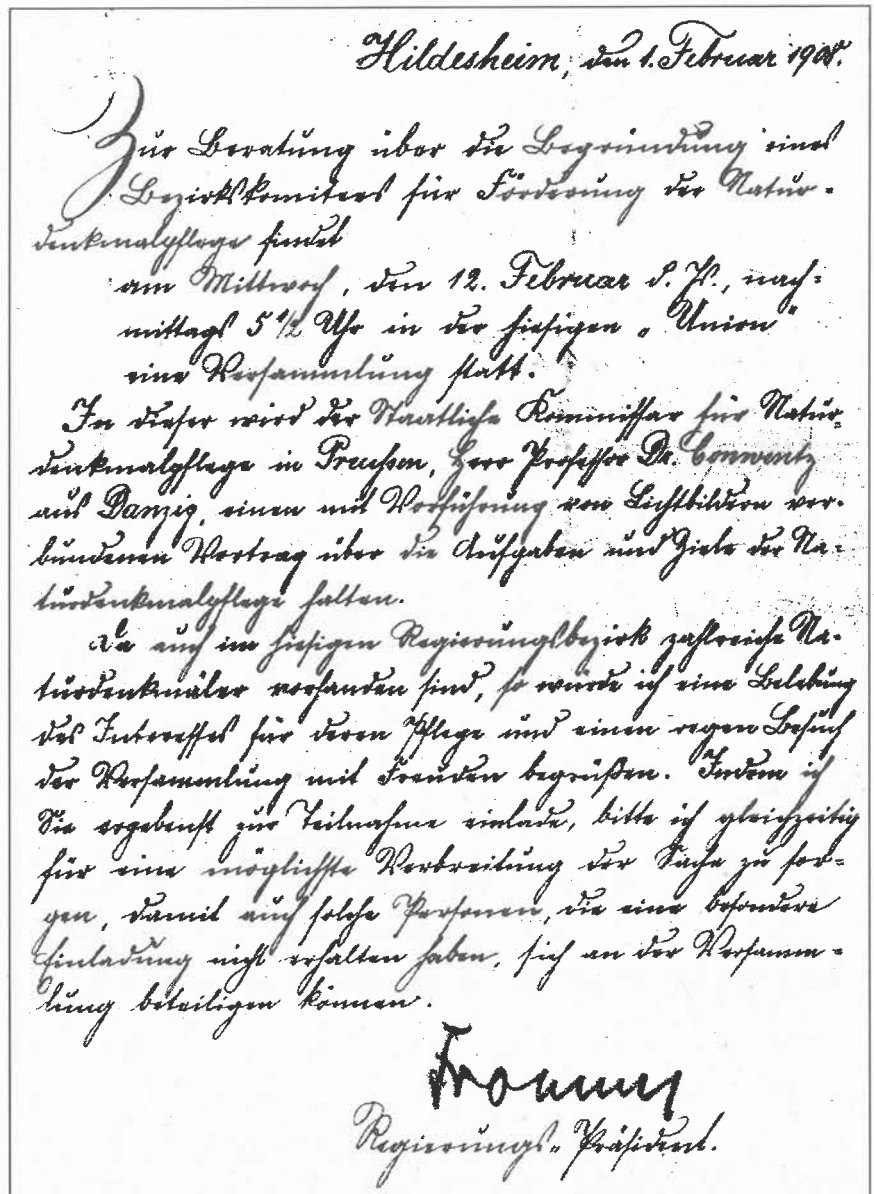 Hildesheim, den 1. Februar 1908.
Zur Beratung über die Begründung eines
Bezirkskomitees für Förderung der Natur-
denkmalpflege findet
am Mittwoch, den 12. Februar d. Js., nach-
mittags 5 1/2 Uhr in der hiesigen „Union"
eine Versammlung statt.
In dieser wird der Staatliche Kommissar für Natur-
denkmalpflege in Preussen, Herr Professor Dr. Conwentz
aus Danzig, einen mit Vorführung von Lichtbildern ver-
bundenen Vortrag über die Aufgaben und Ziele der Na-
turdenkmalpflege halten.
Da auch im hiesigen Regierungsbezirk zahlreiche Na-
turdenkmäler vorhanden sind, so würde ich eine Belebung
des Interesses für deren Pflege und einen regen Besuch
der Versammlung mit Freuden begrüßen. Indem ich
Sie ergebenst zur Teilnahme einlade, bitte ich gleichzeitig
für eine möglichste Verbreitung der Sache zu sor-
gen, damit auch solche Personen, die eine besondere
Einladung nicht erhalten haben, sich an der Versamm-
lung beteiligen können.
Fromme
Regierungs-Präsident.